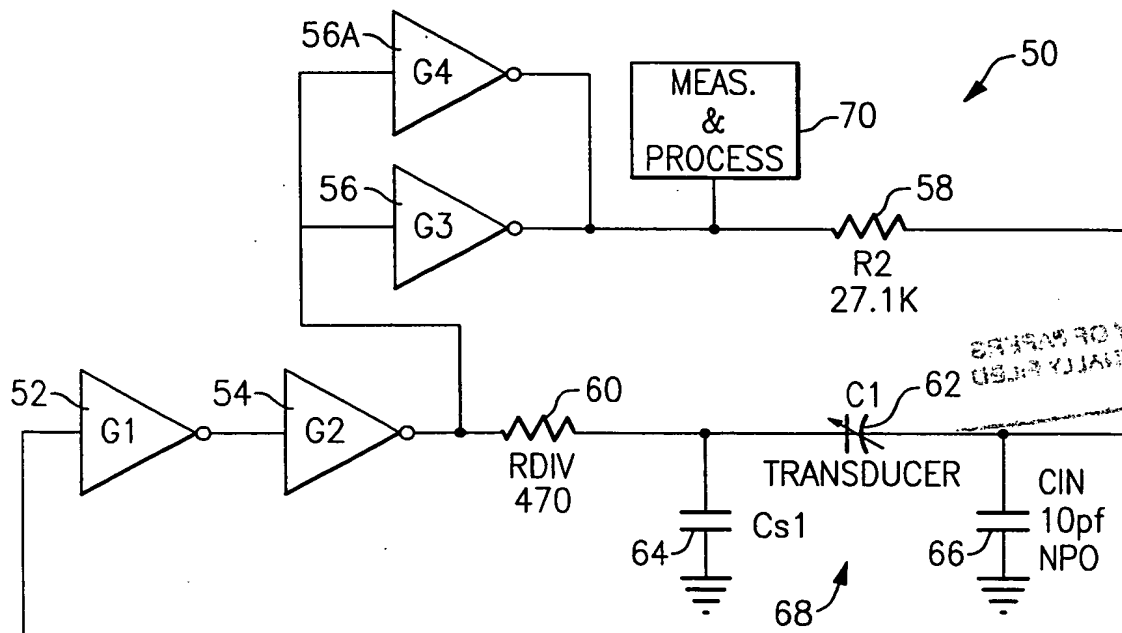 56A
G4
MEAS.
&
PROCESS
70
50
56
G3
58
R2
27.1K
52
G1
54
G2
60
RDIV
470
C1
62
TRANSDUCER
Cs1
64
CIN
10pf
NPO
66
68